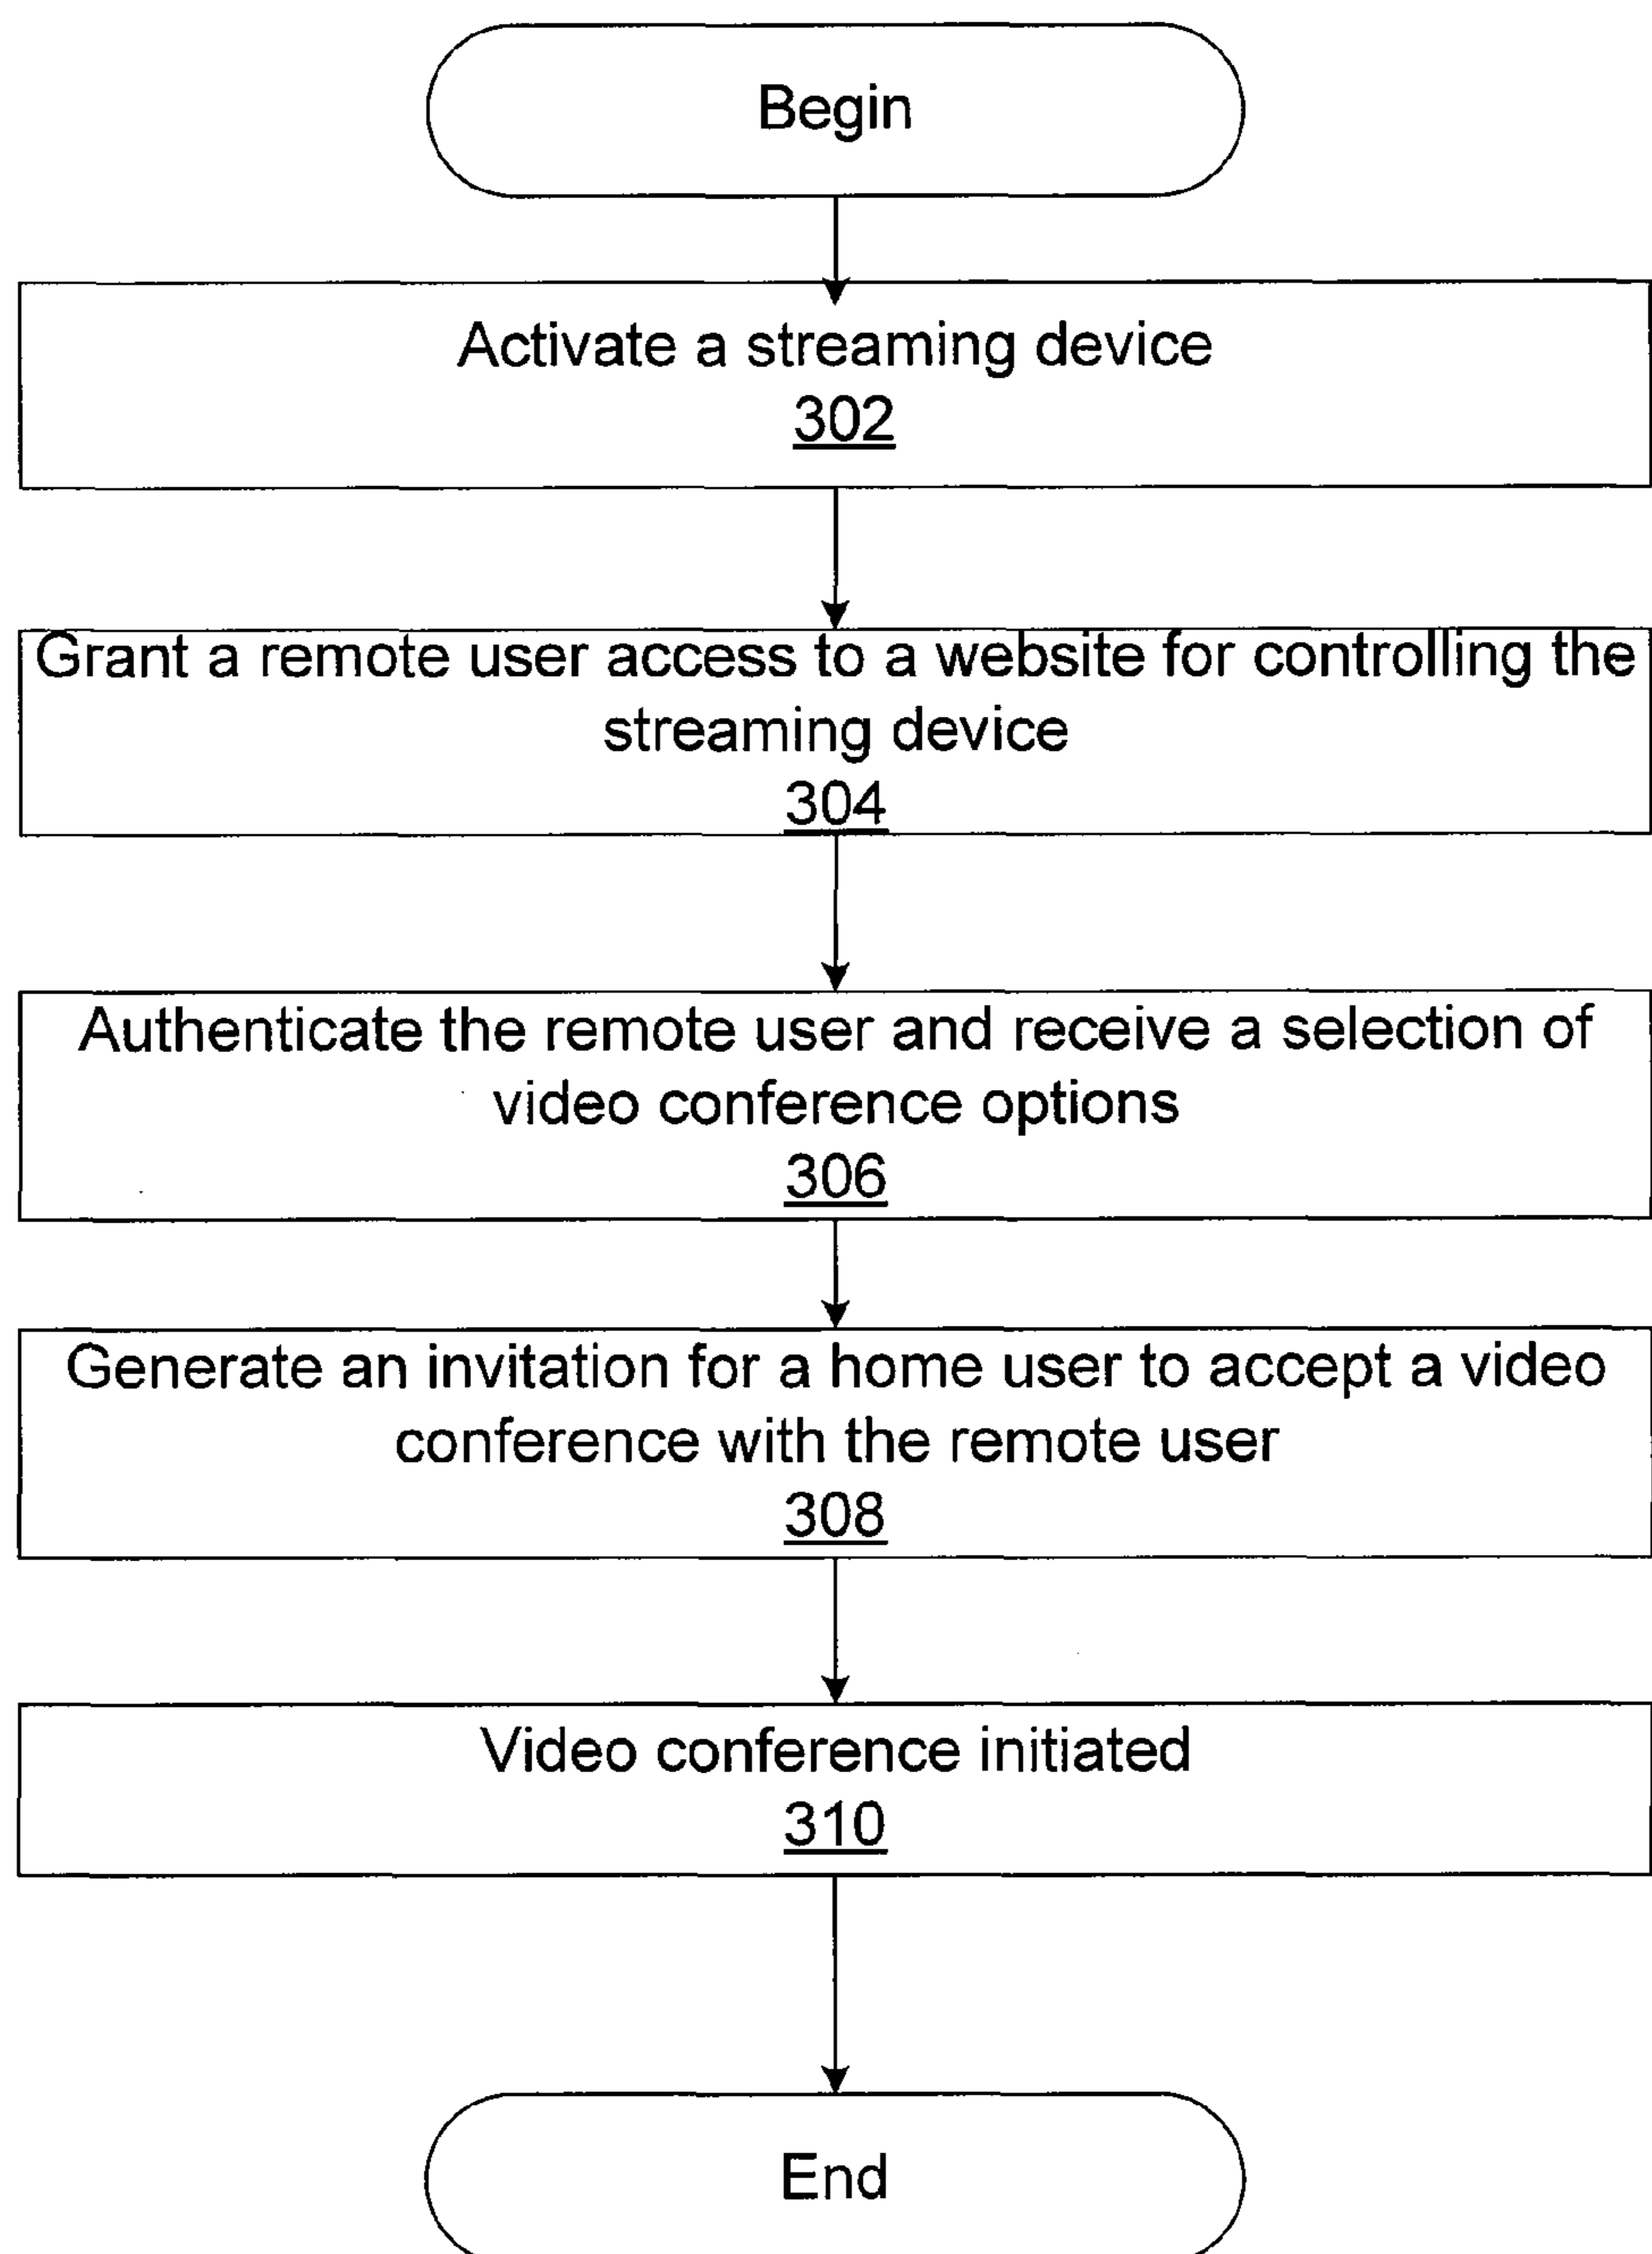 Begin
Activate a streaming device
302
Grant a remote user access to a website for controlling the
streaming device
304
Authenticate the remote user and receive a selection of
video conference options
306
Generate an invitation for a home user to accept a video
conference with the remote user
308
Video conference initiated
310
End